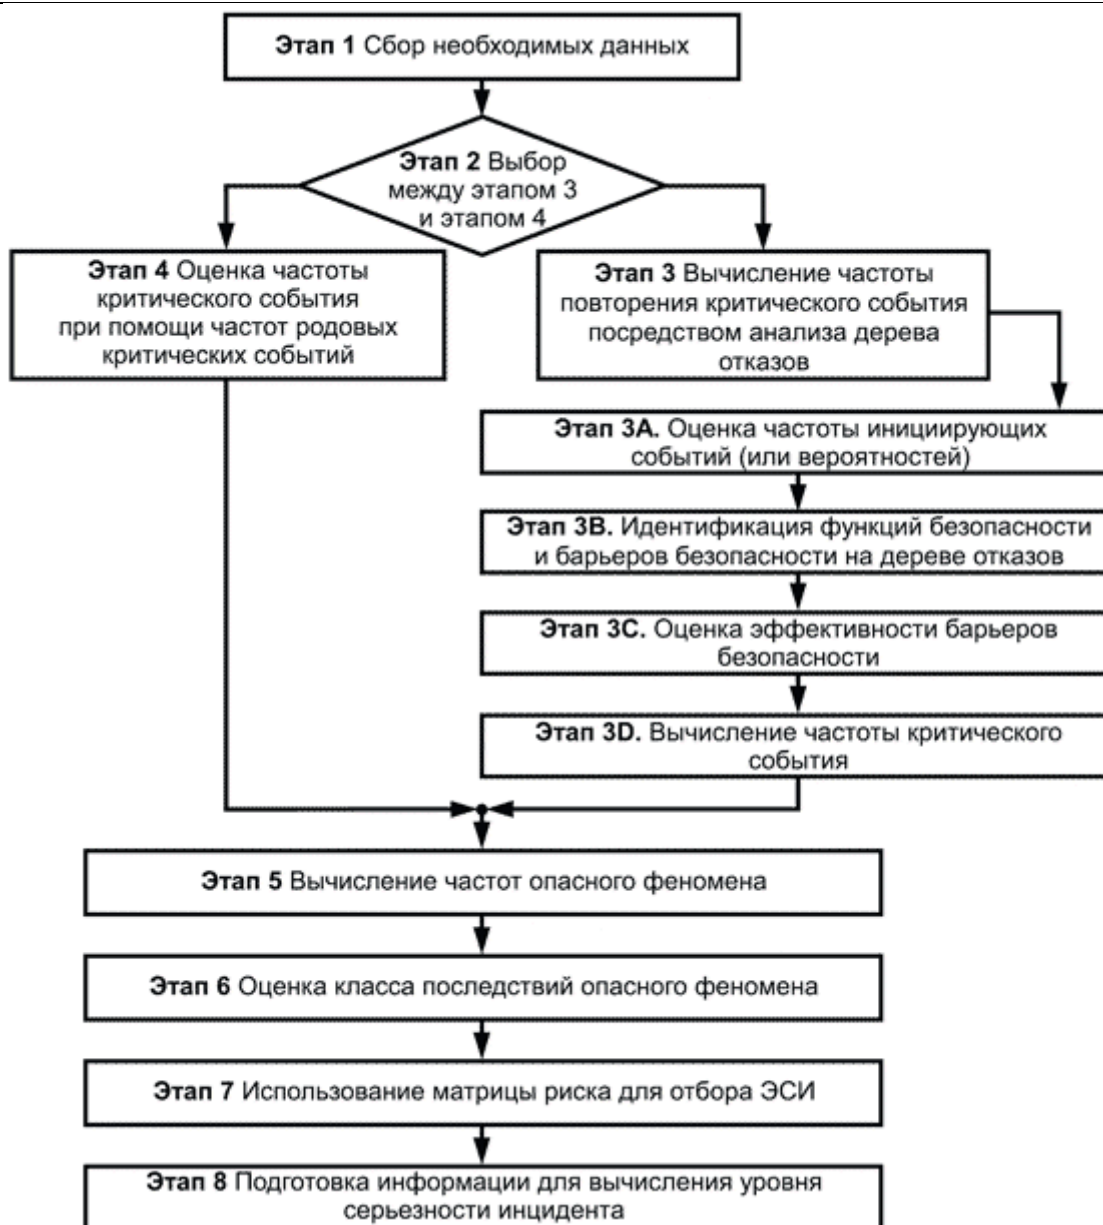 Этап 1 Сбор необходимых данных
Этап 2 Выбор
между этапом 3
и этапом 4
Этап 4 Оценка частоты
критического события
при помощи частот родовых
критических событий
Этап 3 Вычисление частоты
повторения критического события
посредством анализа дерева
отказов
Этап 3A. Оценка частоты инициирующих
событий (или вероятностей)
Этап 3B. Идентификация функций безопасности
и барьеров безопасности на дереве отказов
Этап 3C. Оценка эффективности барьеров
безопасности
Этап 3D. Вычисление частоты критического
события
Этап 5 Вычисление частот опасного феномена
Этап 6 Оценка класса последствий опасного феномена
Этап 7 Использование матрицы риска для отбора ЭСИ
Этап 8 Подготовка информации для вычисления уровня
серьезности инцидента